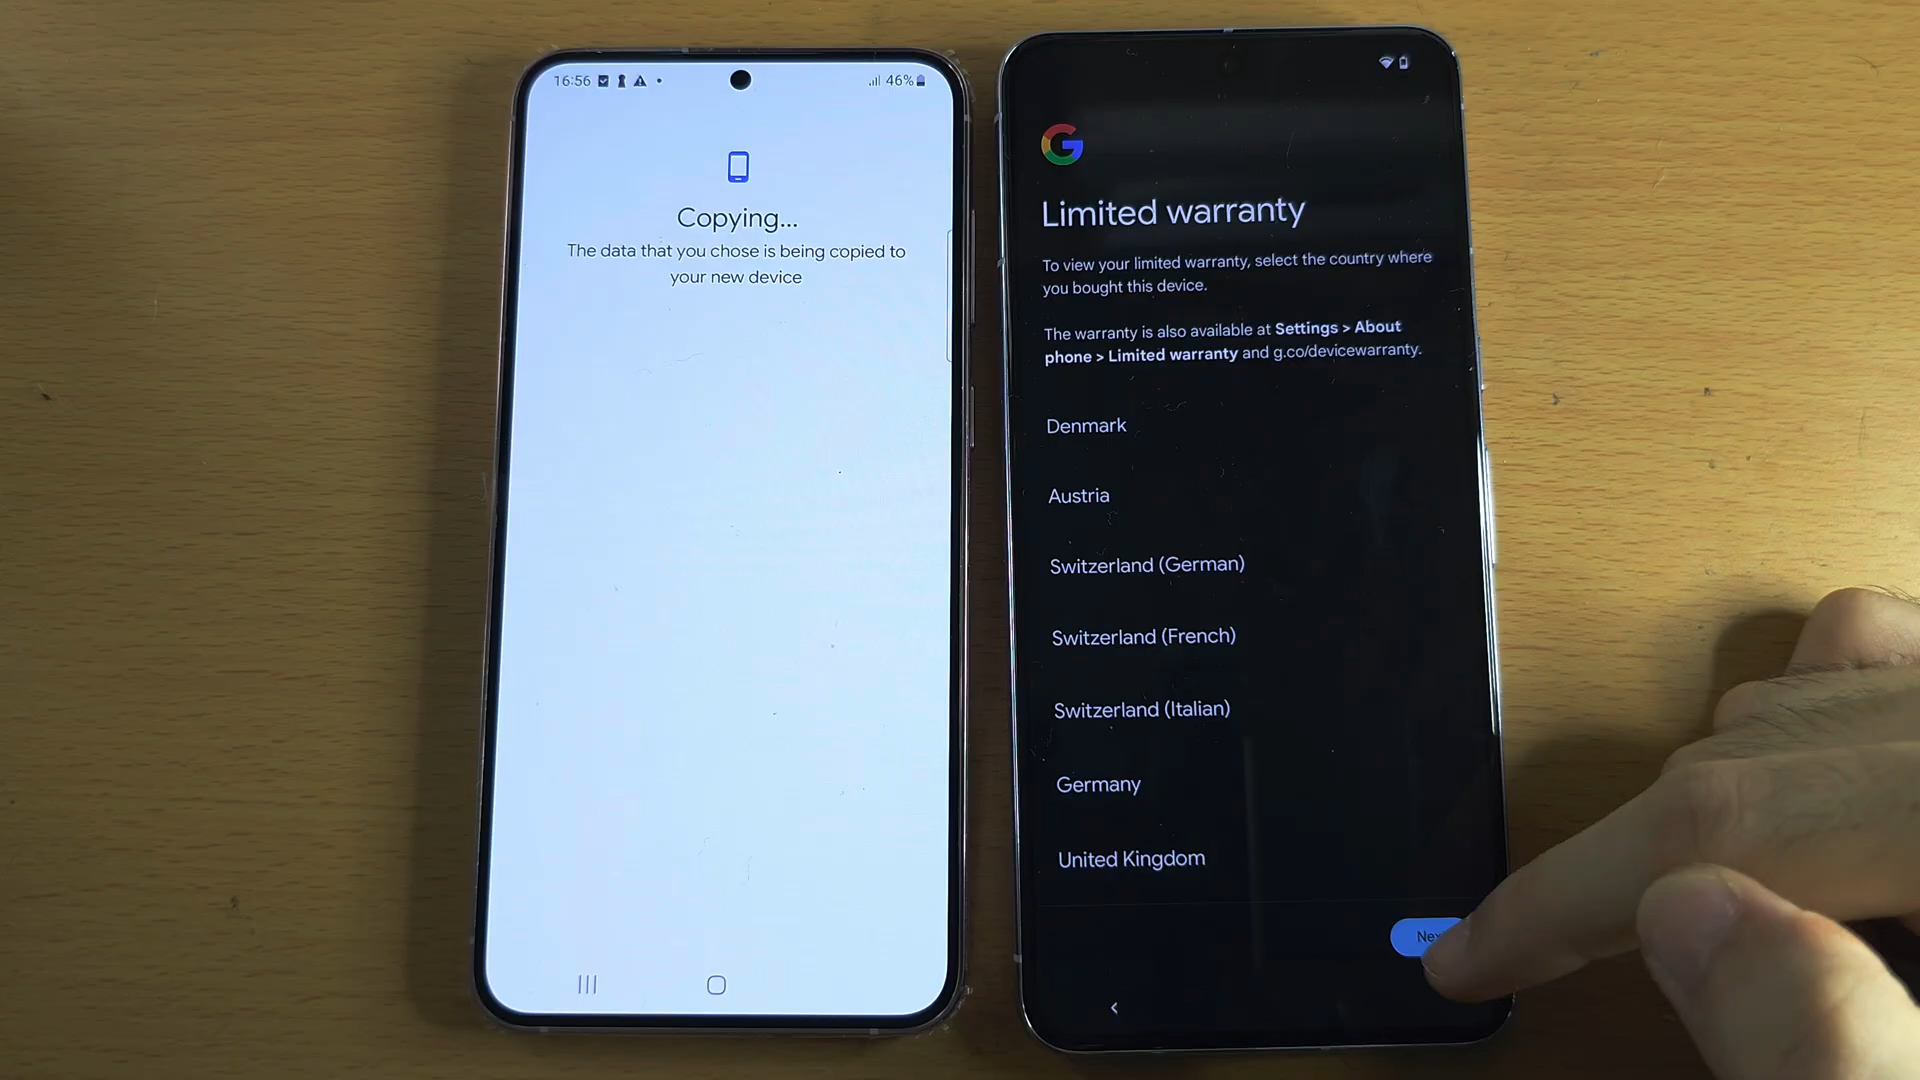 16:56
46%
Copying...
The data that you chose is being copied to
your new device
Limited warranty
To view your limited warranty, select the country where
you bought this device.
The warranty is also available at Settings > About
phone > Limited warranty and g.co/devicewarranty.
Denmark
Austria
Switzerland (German)
Switzerland (French)
Switzerland (Italian)
Germany
United Kingdom